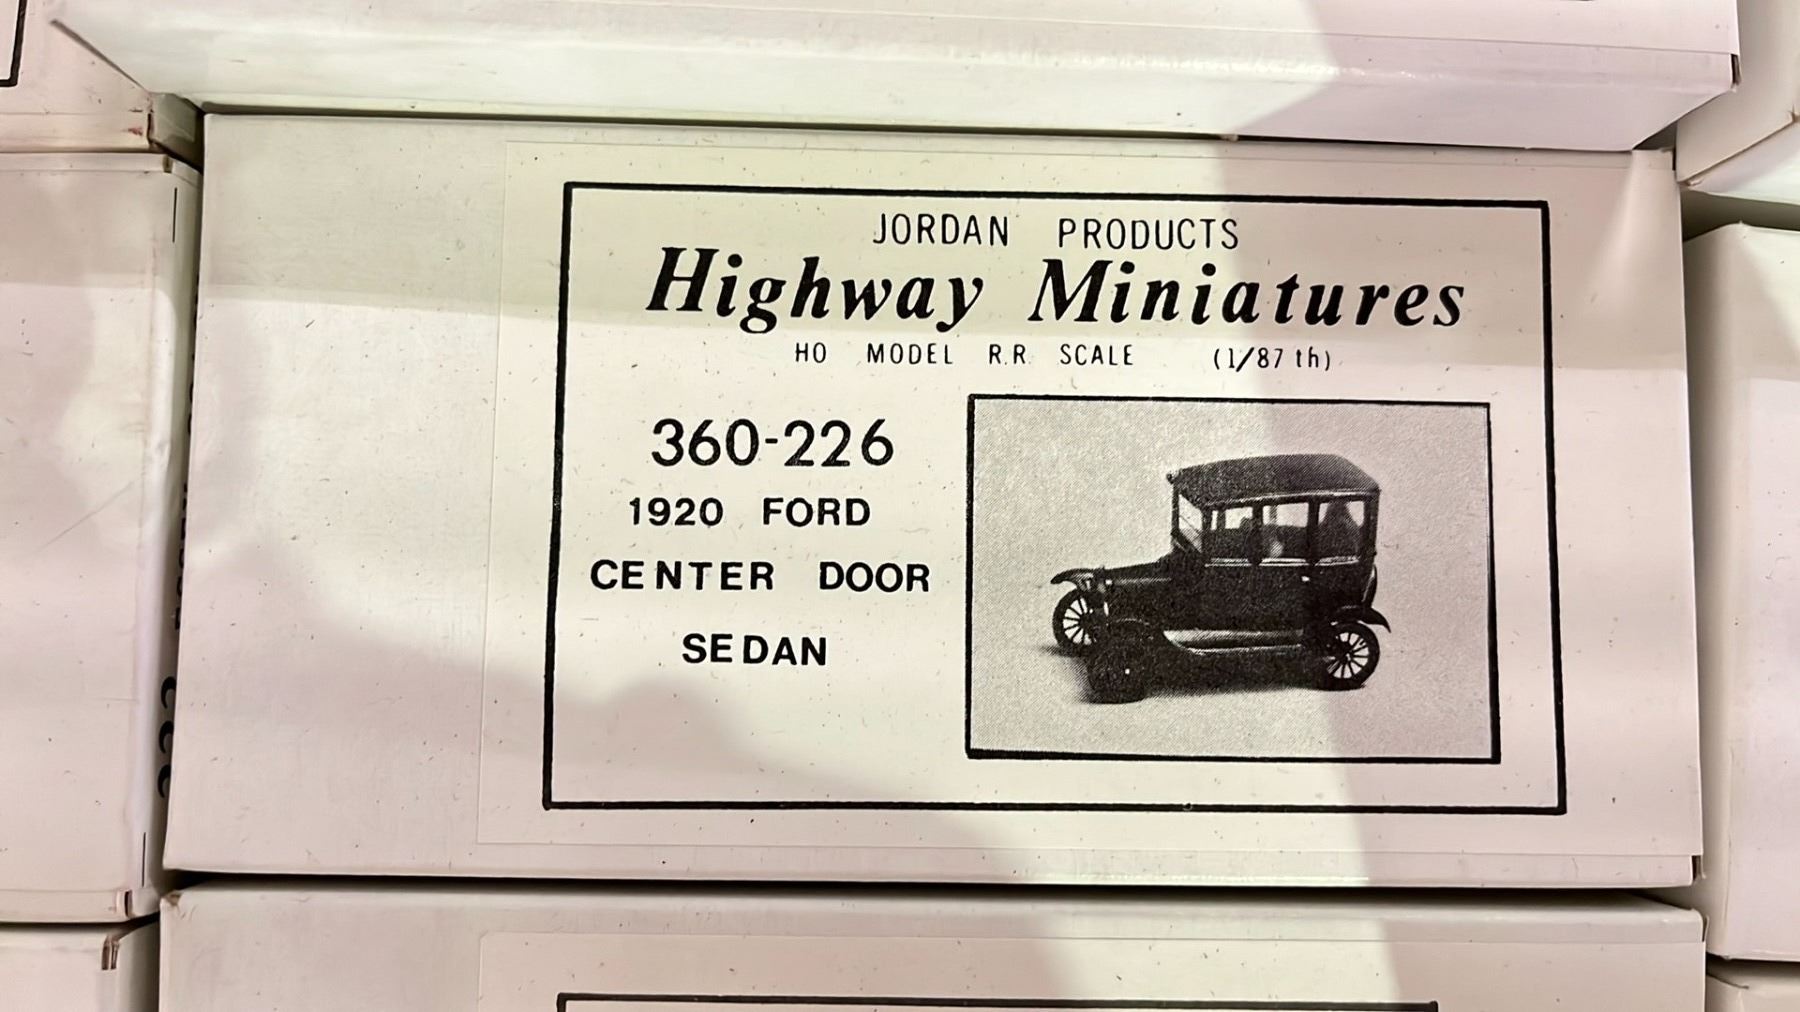 JORDAN PRODUCTS
Highway Miniatures
HO MODEL R.R. SCALE (1/87 th)
360-226
1920 FORD
CENTER DOOR
SEDAN